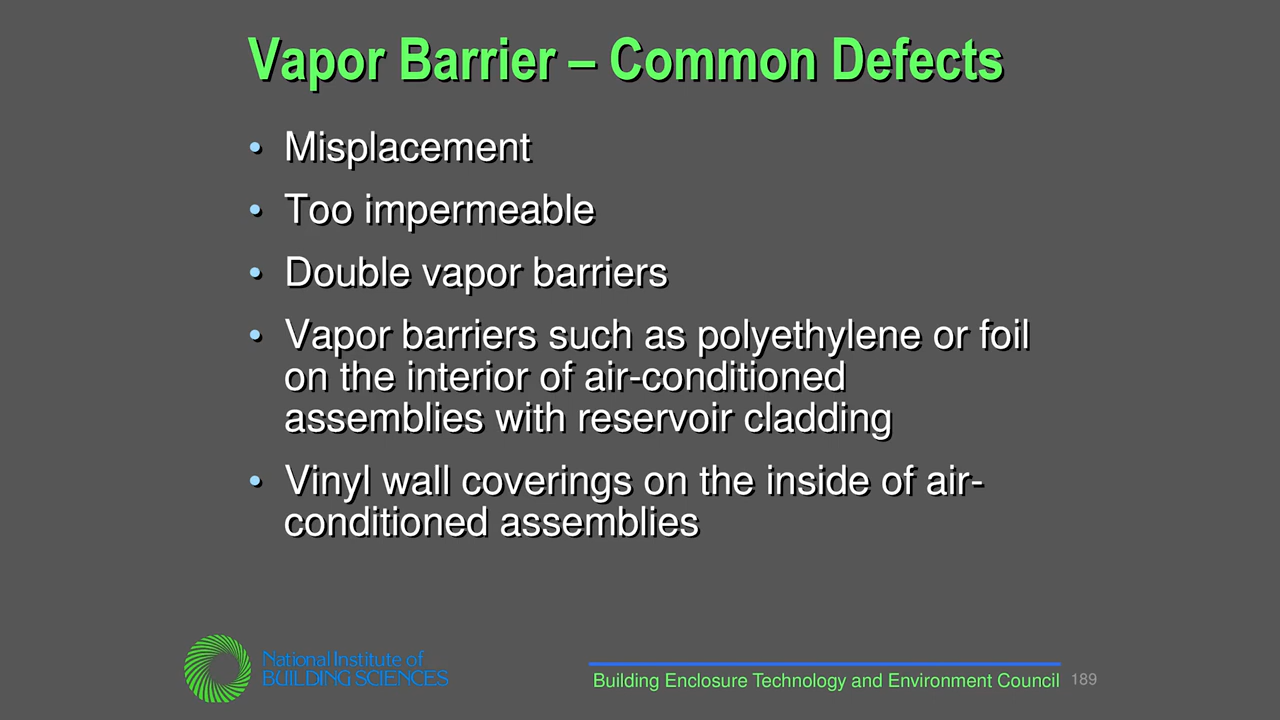 Vapor Barrier – Common Defects
• Misplacement
• Too impermeable
• Double vapor barriers
• Vapor barriers such as polyethylene or foil
on the interior of air-conditioned
assemblies with reservoir cladding
• Vinyl wall coverings on the inside of air-
conditioned assemblies
National Institute of
BUILDING SCIENCES
Building Enclosure Technology and Environment Council 189